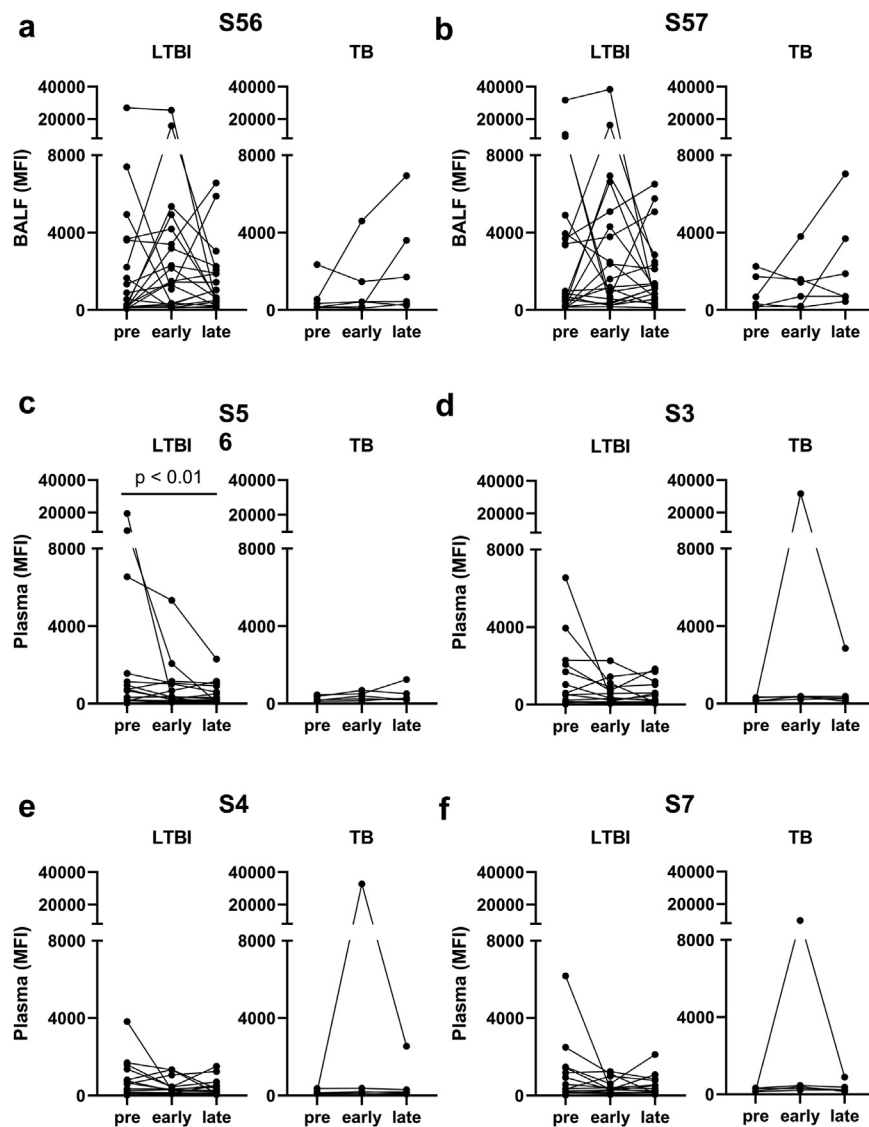 a
S56
LTBI
TB
BALF (MFI)
40000
20000
8000
4000
0
pre early late
40000
20000
8000
4000
0
pre early late
b
S57
LTBI
TB
BALF (MFI)
40000
20000
8000
4000
0
pre early late
40000
20000
8000
4000
0
pre early late
c
S5
6
LTBI
TB
p < 0.01
Plasma (MFI)
40000
20000
8000
4000
0
pre early late
40000
20000
8000
4000
0
pre early late
d
S3
LTBI
TB
Plasma (MFI)
40000
20000
8000
4000
0
pre early late
40000
20000
8000
4000
0
pre early late
e
S4
LTBI
TB
Plasma (MFI)
40000
20000
8000
4000
0
pre early late
40000
20000
8000
4000
0
pre early late
f
S7
LTBI
TB
Plasma (MFI)
40000
20000
8000
4000
0
pre early late
40000
20000
8000
4000
0
pre early late